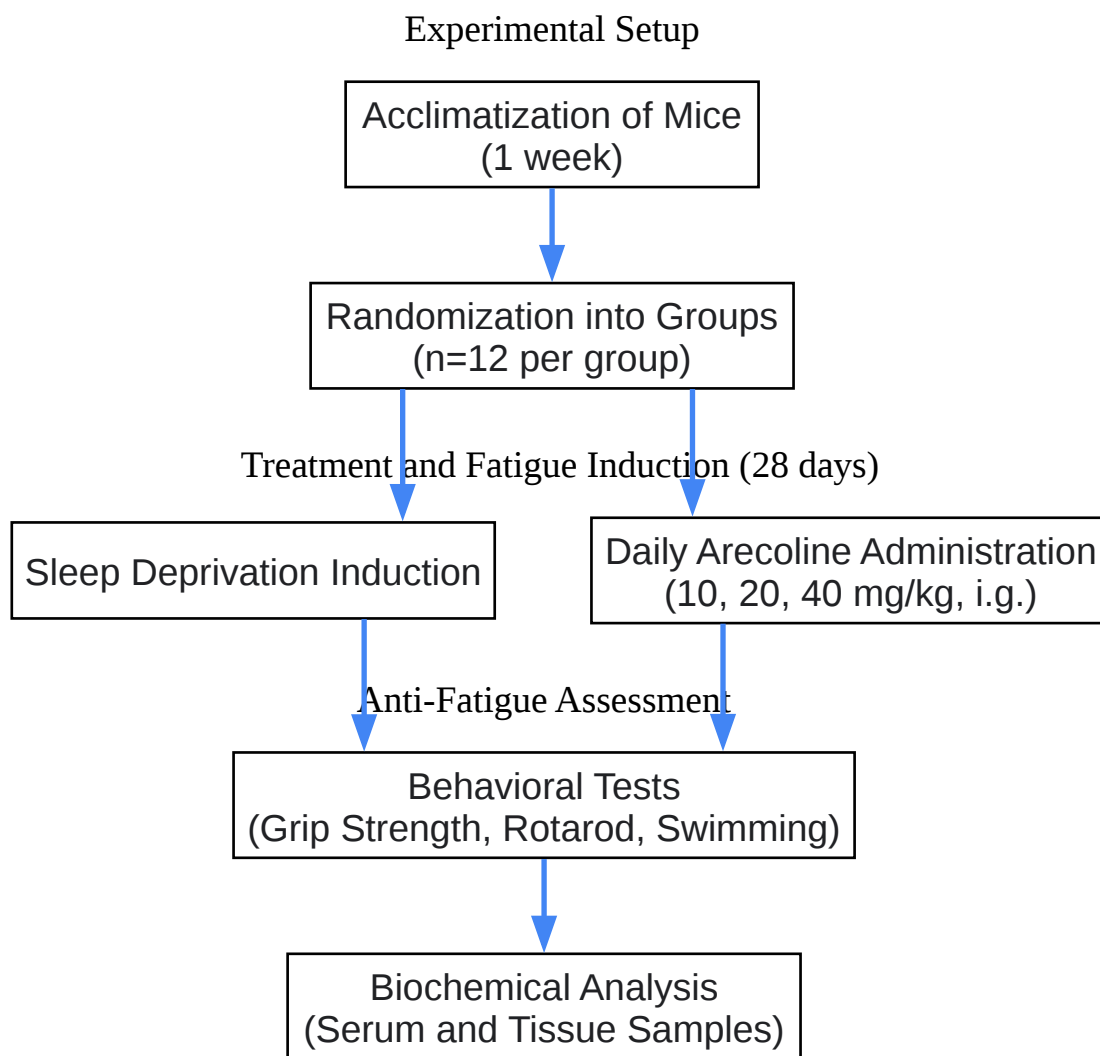 Experimental Setup
Acclimatization of Mice
(1 week)
Randomization into Groups
(n=12 per group)
Treatment and Fatigue Induction (28 days)
Sleep Deprivation Induction
Daily Arecoline Administration
(10, 20, 40 mg/kg, i.g.)
Anti-Fatigue Assessment
Behavioral Tests
(Grip Strength, Rotarod, Swimming)
Biochemical Analysis
(Serum and Tissue Samples)